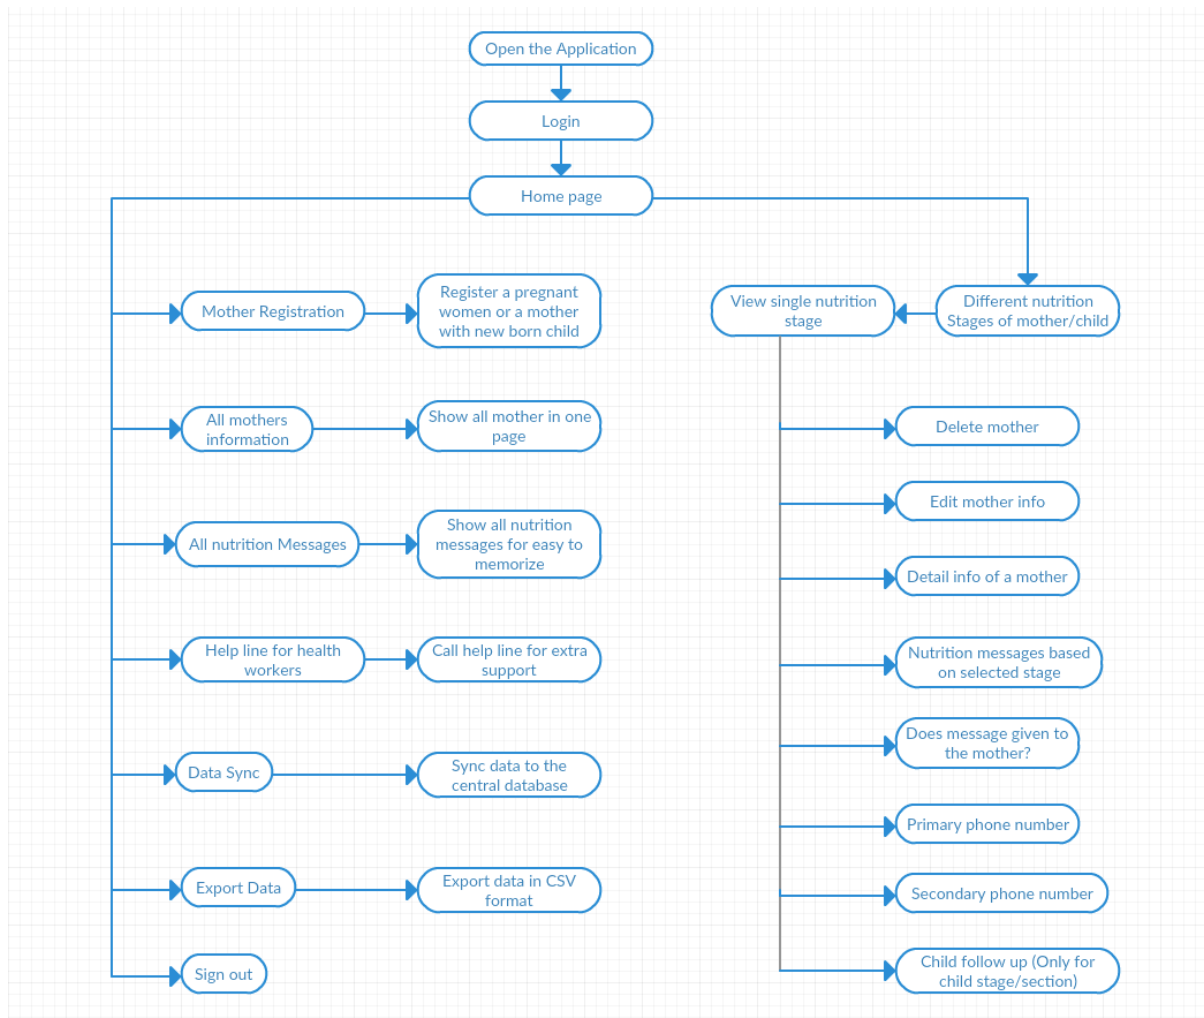 Open the Application
Login
Home page
Mother Registration
Register a pregnant
women or a mother
with new born child
View single nutrition
stage
Different nutrition
Stages of mother/child
All mothers
information
Show all mother in one
page
Delete mother
Edit mother info
All nutrition Messages
Show all nutrition
messages for easy to
memorize
Detail info of a mother
Help line for health
workers
Call help line for extra
support
Nutrition messages based
on selected stage
Does message given to
the mother?
Data Sync
Sync data to the
central database
Primary phone number
Export Data
Export data in CSV
format
Secondary phone number
Sign out
Child follow up (Only for
child stage/section)